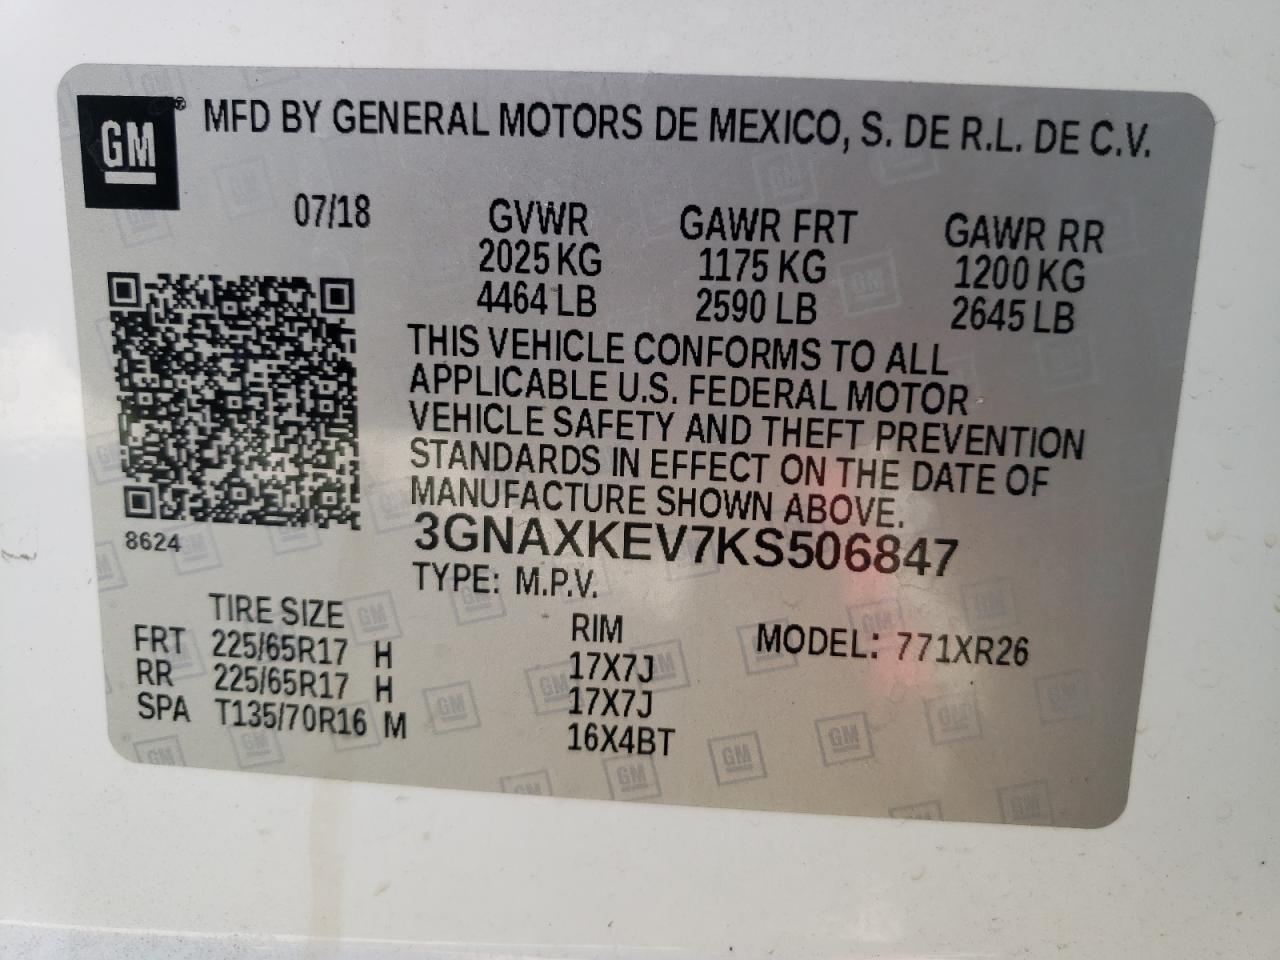 GM ® MFD BY GENERAL MOTORS DE MEXICO, S. DE R.L. DE C.V.
07/18 GVWR GAWR FRT GAWR RR
2025 KG 1175 KG 1200 KG
4464 LB 2590 LB 2645 LB
THIS VEHICLE CONFORMS TO ALL
APPLICABLE U.S. FEDERAL MOTOR
VEHICLE SAFETY AND THEFT PREVENTION
STANDARDS IN EFFECT ON THE DATE OF
MANUFACTURE SHOWN ABOVE.
8624 3GNAXKEV7KS506847
TYPE: M.P.V.
TIRE SIZE RIM MODEL: 771XR26
FRT 225/65R17 H 17X7J
RR 225/65R17 H 17X7J
SPA T135/70R16 M 16X4BT